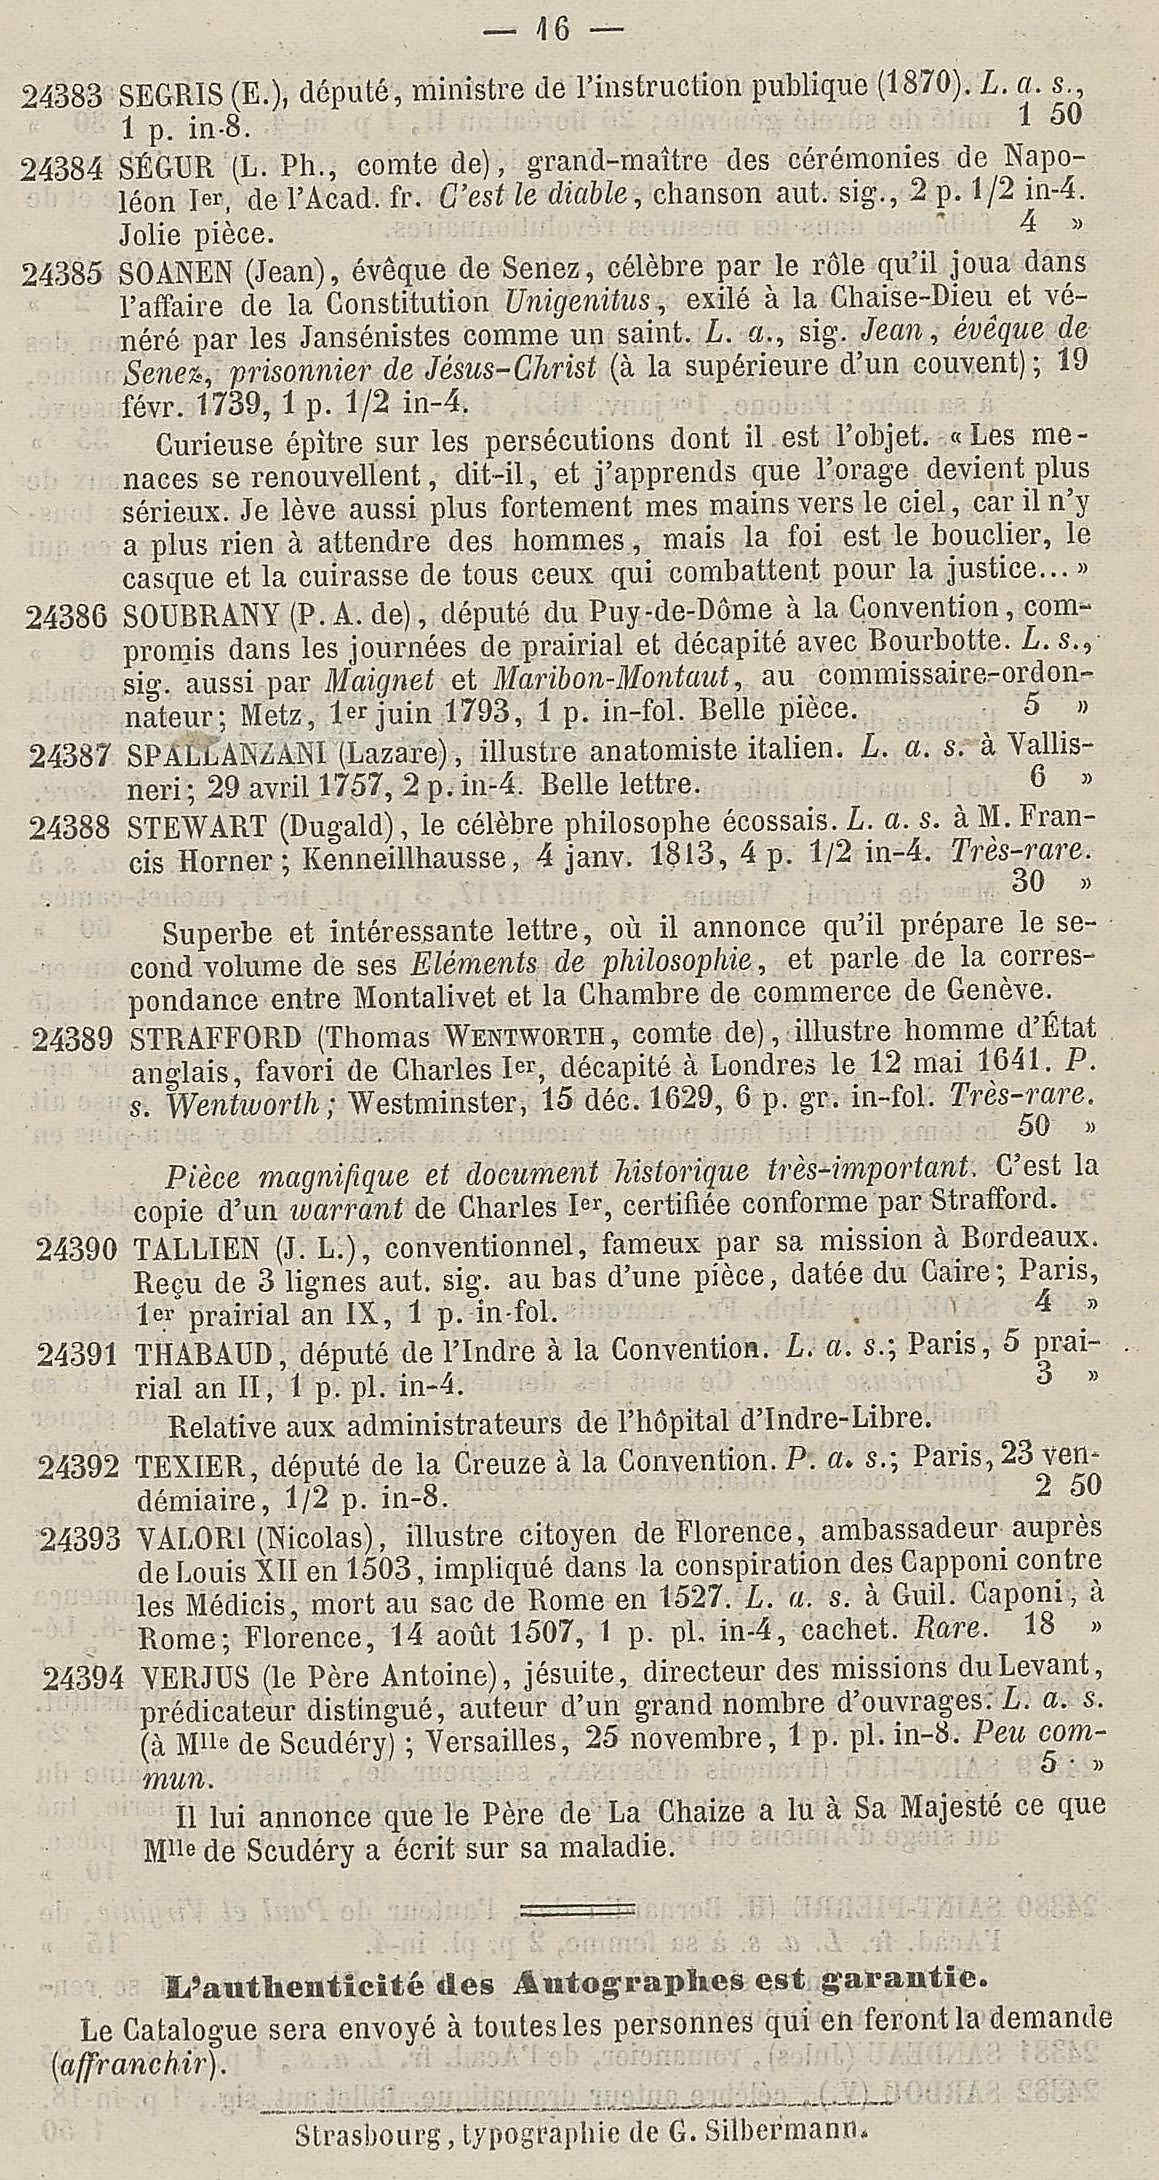 — 16 —
24383 SEGRIS (E.), député, ministre de l'instruction publique (1870). L. a. s.,
1 p. in-8. 1 50
24384 SÉGUR (L. Ph., comte de), grand-maître des cérémonies de Napo-
léon Ier, de l'Acad. fr. C'est le diable, chanson aut. sig., 2 p. 1/2 in-4.
Jolie pièce. 4 »
24385 SOANEN (Jean), évêque de Senez, célèbre par le rôle qu'il joua dans
l'affaire de la Constitution Unigenitus, exilé à la Chaise-Dieu et vé-
néré par les Jansénistes comme un saint. L. a., sig. Jean, évêque de
Senez, prisonnier de Jésus-Christ (à la supérieure d'un couvent); 19
févr. 1739, 1 p. 1/2 in-4.
Curieuse épître sur les persécutions dont il est l'objet. « Les me-
naces se renouvellent, dit-il, et j'apprends que l'orage devient plus
sérieux. Je lève aussi plus fortement mes mains vers le ciel, car il n'y
a plus rien à attendre des hommes, mais la foi est le bouclier, le
casque et la cuirasse de tous ceux qui combattent pour la justice... »
24386 SOUBRANY (P. A. de), député du Puy-de-Dôme à la Convention, com-
promis dans les journées de prairial et décapité avec Bourbotte. L. s.,
sig. aussi par Maignet et Maribon-Montaut, au commissaire-ordon-
nateur; Metz, 1er juin 1793, 1 p. in-fol. Belle pièce. 5 »
24387 SPALLANZANI (Lazare), illustre anatomiste italien. L. a. s. à Vallis-
neri; 29 avril 1757, 2 p. in-4. Belle lettre. 6 »
24388 STEWART (Dugald), le célèbre philosophe écossais. L. a. s. à M. Fran-
cis Horner; Kenneillhausse, 4 janv. 1813, 4 p. 1/2 in-4. Très-rare.
30 »
Superbe et intéressante lettre, où il annonce qu'il prépare le se-
cond volume de ses Eléments de philosophie, et parle de la corres-
pondance entre Montalivet et la Chambre de commerce de Genève.
24389 STRAFFORD (Thomas WENTWORTH, comte de), illustre homme d'État
anglais, favori de Charles Ier, décapité à Londres le 12 mai 1641. P.
s. Wentworth; Westminster, 15 déc. 1629, 6 p. gr. in-fol. Très-rare.
50 »
Pièce magnifique et document historique très-important. C'est la
copie d'un warrant de Charles Ier, certifiée conforme par Strafford.
24390 TALLIEN (J. L.), conventionnel, fameux par sa mission à Bordeaux.
Reçu de 3 lignes aut. sig. au bas d'une pièce, datée du Caire; Paris,
1er prairial an IX, 1 p. in-fol. 4 »
24391 THABAUD, député de l'Indre à la Convention. L. a. s.; Paris, 5 prai-
rial an II, 1 p. pl. in-4. 3 »
Relative aux administrateurs de l'hôpital d'Indre-Libre.
24392 TEXIER, député de la Creuze à la Convention. P. a. s.; Paris, 23 ven-
démiaire, 1/2 p. in-8. 2 50
24393 VALORI (Nicolas), illustre citoyen de Florence, ambassadeur auprès
de Louis XII en 1503, impliqué dans la conspiration des Capponi contre
les Médicis, mort au sac de Rome en 1527. L. a. s. à Guil. Caponi, à
Rome; Florence, 14 août 1507, 1 p. pl. in-4, cachet. Rare. 18 »
24394 VERJUS (le Père Antoine), jésuite, directeur des missions du Levant,
prédicateur distingué, auteur d'un grand nombre d'ouvrages. L. a. s.
(à Mlle de Scudéry); Versailles, 25 novembre, 1 p. pl. in-8. Peu com-
mun. 5 »
Il lui annonce que le Père de La Chaize a lu à Sa Majesté ce que
Mlle de Scudéry a écrit sur sa maladie.
L'authenticité des Autographes est garantie.
Le Catalogue sera envoyé à toutes les personnes qui en feront la demande
(affranchir).
Strasbourg, typographie de G. Silbermann.